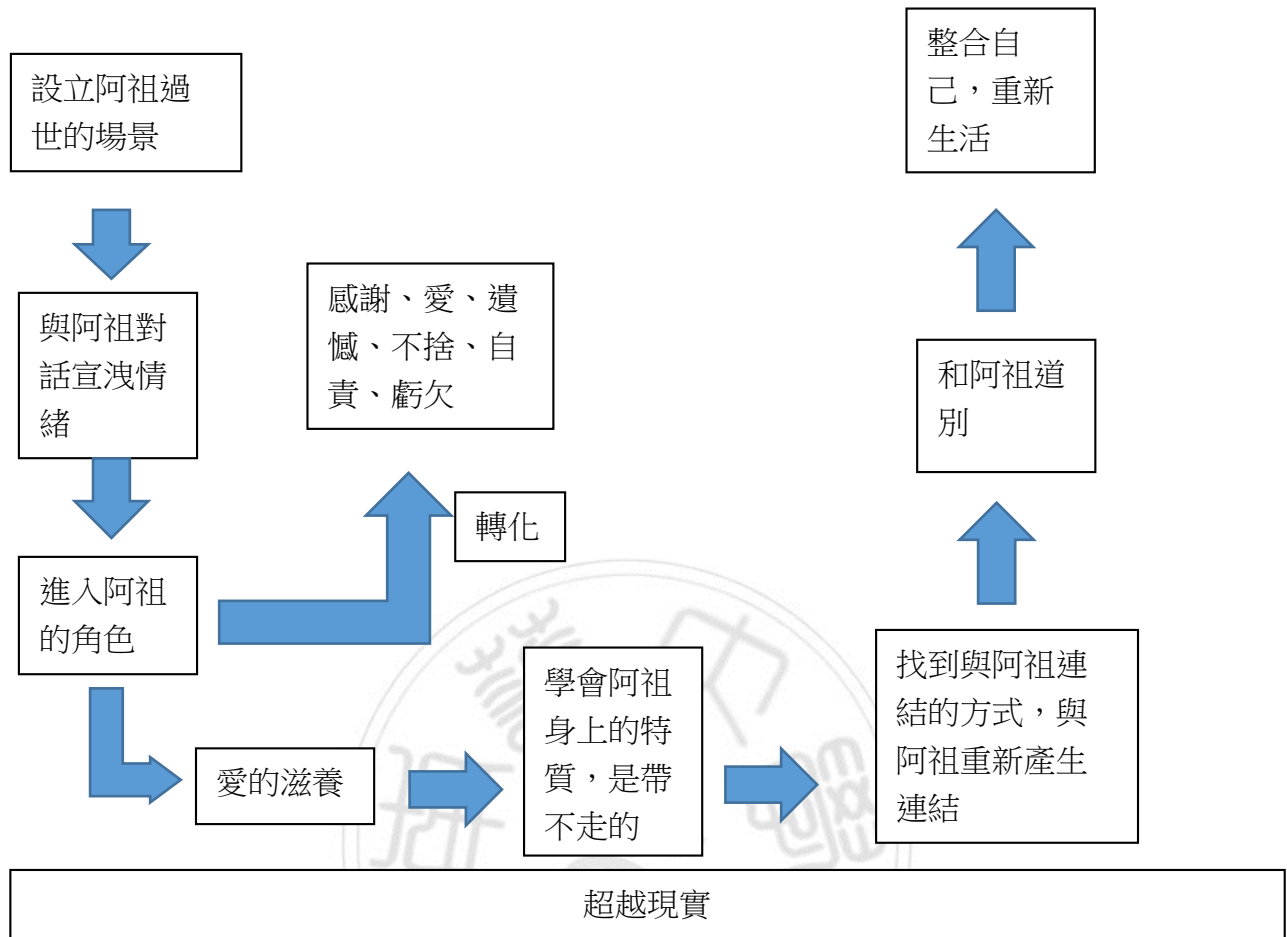 設立阿祖過
世的場景
與阿祖對
話宣洩情
緒
進入阿祖
的角色
感謝、愛、遺
憾、不捨、自
責、虧欠
轉化
愛的滋養
學會阿祖
身上的特
質，是帶
不走的
找到與阿祖連
結的方式，與
阿祖重新產生
連結
和阿祖道
別
整合自
己，重新
生活
超越現實